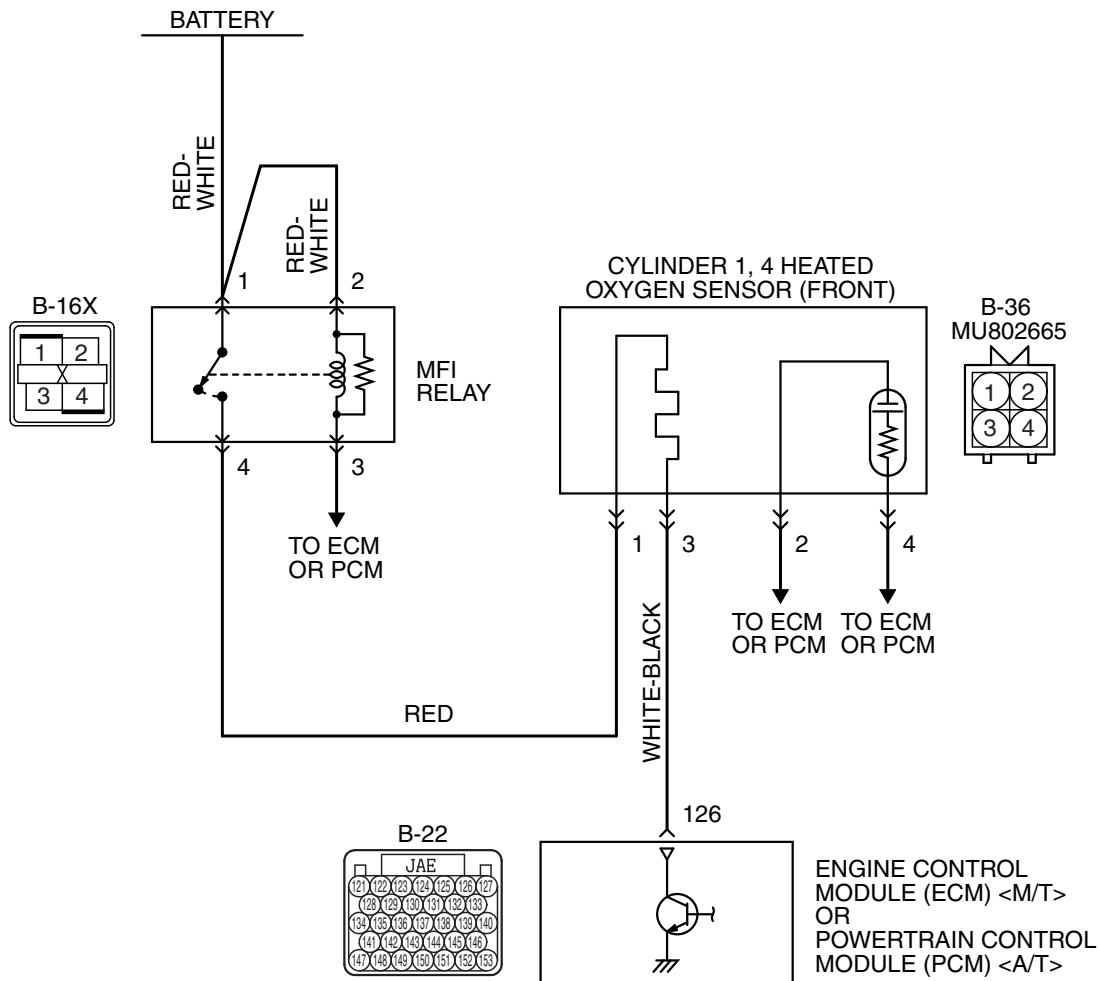 BATTERY
RED-
WHITE
RED-
WHITE
1
2
B-16X
1 2
3 4
MFI
RELAY
4
3
TO ECM
OR PCM
CYLINDER 1, 4 HEATED
OXYGEN SENSOR (FRONT)
B-36
MU802665
1 2
3 4
1
3
2
4
TO ECM
OR PCM
TO ECM
OR PCM
RED
WHITE-BLACK
126
B-22
JAE
121 122 123 124 125 126 127
128 129 130 131 132 133
134 135 136 137 138 139 140
141 142 143 144 145 146
147 148 149 150 151 152 153
ENGINE CONTROL
MODULE (ECM) <M/T>
OR
POWERTRAIN CONTROL
MODULE (PCM) <A/T>